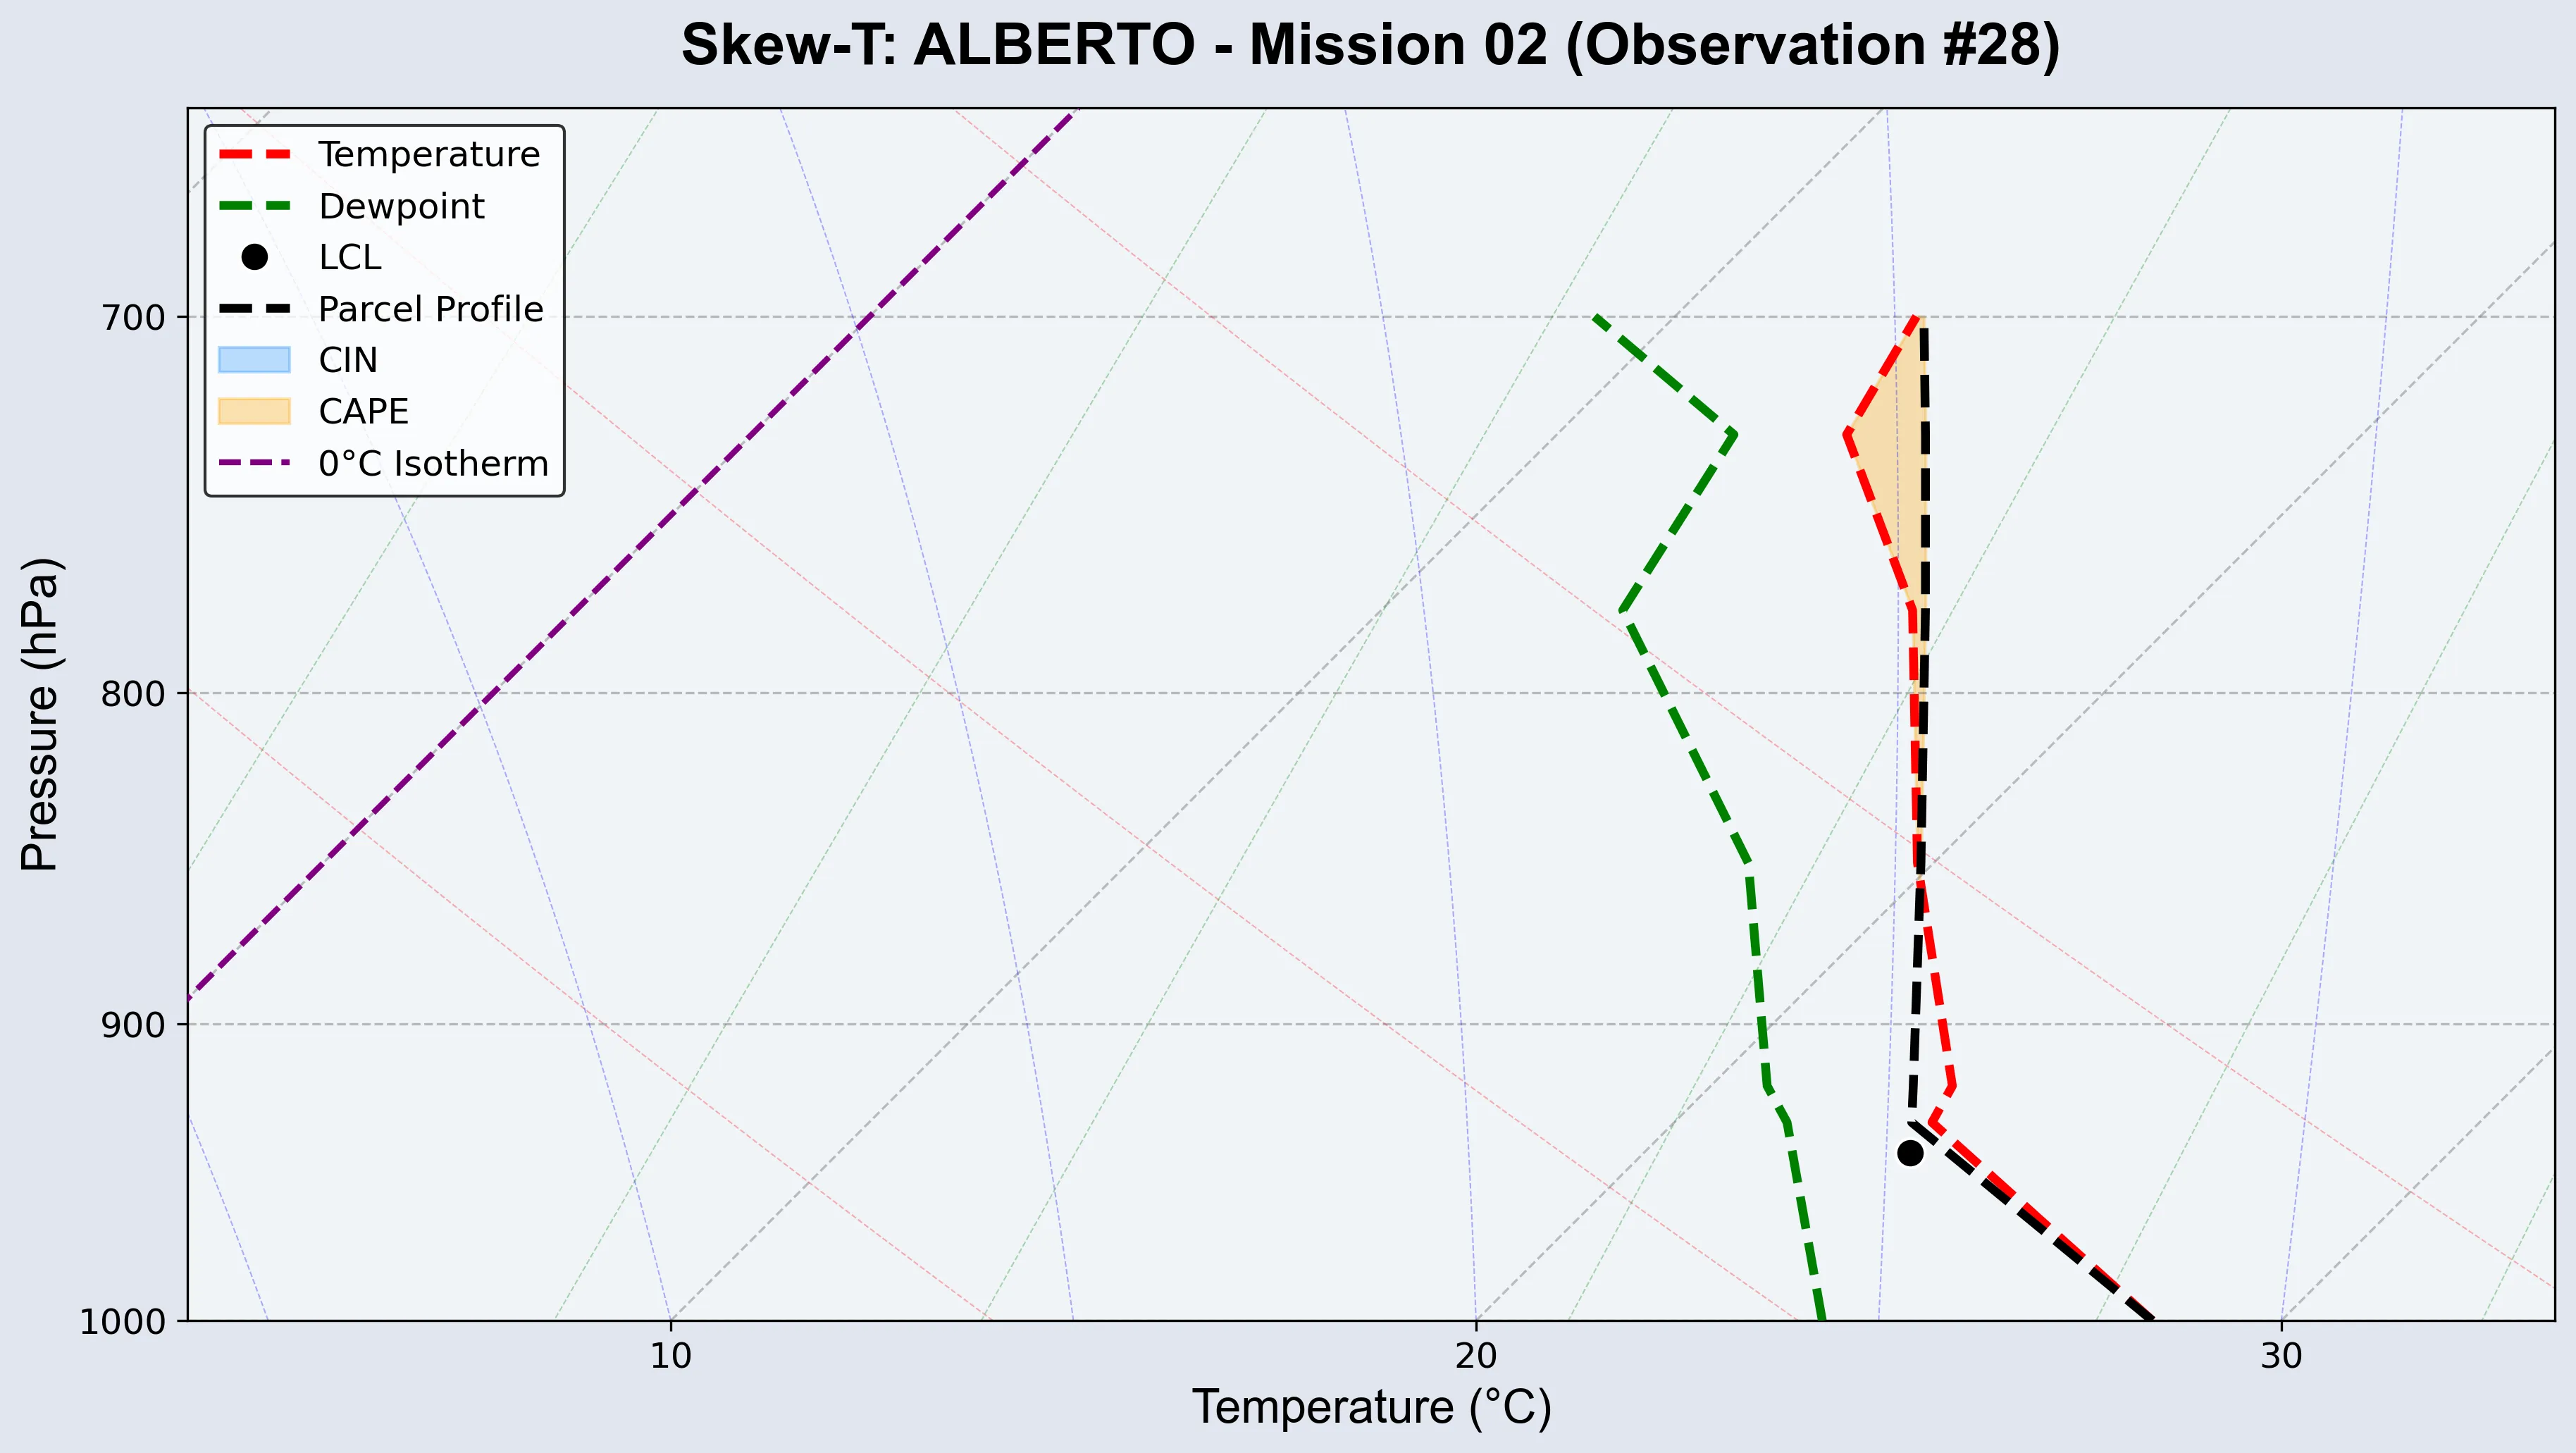 Skew-T: ALBERTO - Mission 02 (Observation #28)
Temperature
Dewpoint
LCL
Parcel Profile
CIN
CAPE
0°C Isotherm
Pressure (hPa)
700
800
900
1000
10
20
30
Temperature (°C)